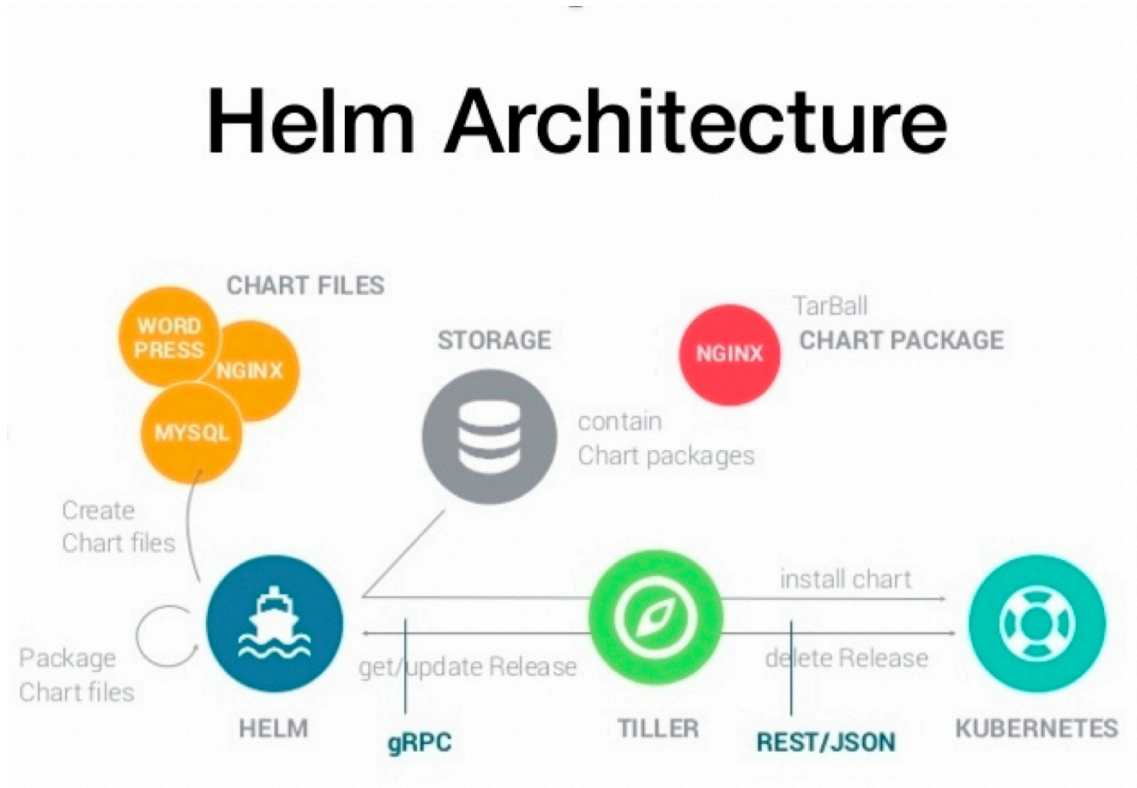 Helm Architecture
CHART FILES
WORD
PRESS
NGINX
MYSQL
STORAGE
contain
Chart packages
NGINX
TarBall
CHART PACKAGE
Create
Chart files
Package
Chart files
HELM
get/update Release
gRPC
TILLER
install chart
delete Release
REST/JSON
KUBERNETES